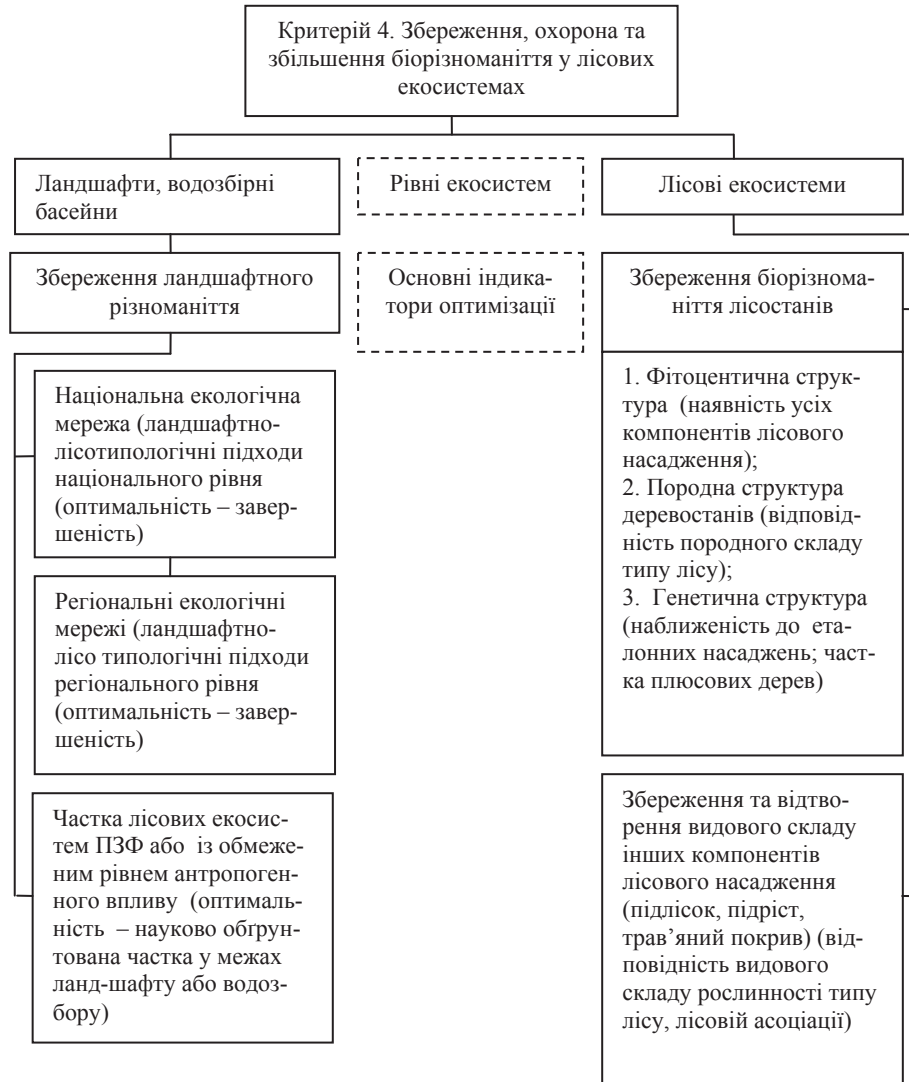 Критерій 4. Збереження, охорона та
збільшення біорізноманіття у лісових
екосистемах
Ландшафти, водозбірні
басейни
Рівні екосистем
Лісові екосистеми
Збереження ландшафтного
різноманіття
Основні індика-
тори оптимізації
Збереження біорізнома-
ніття лісостанів
Національна екологічна
мережа (ландшафтно-
лісотипологічні підходи
національного рівня
(оптимальність – завер-
шеність)
Регіональні екологічні
мережі (ландшафтно-
лісо типологічні підходи
регіонального рівня
(оптимальність – завер-
шеність)
Частка лісових екосис-
тем ПЗФ або із обмеже-
ним рівнем антропоген-
ного впливу (оптималь-
ність – науково обґрун-
тована частка у межах
ланд-шафту або водоз-
бору)
1. Фітоцентична струк-
тура (наявність усіх
компонентів лісового
насадження);
2. Породна структура
деревостанів (відповід-
ність породного складу
типу лісу);
3. Генетична структура
(наближеність до ета-
лонних насаджень; част-
ка плюсових дерев)
Збереження та відтво-
рення видового складу
інших компонентів
лісового насадження
(підлісок, підріст,
трав’яний покрив) (від-
повідність видового
складу рослинності типу
лісу, лісовій асоціації)